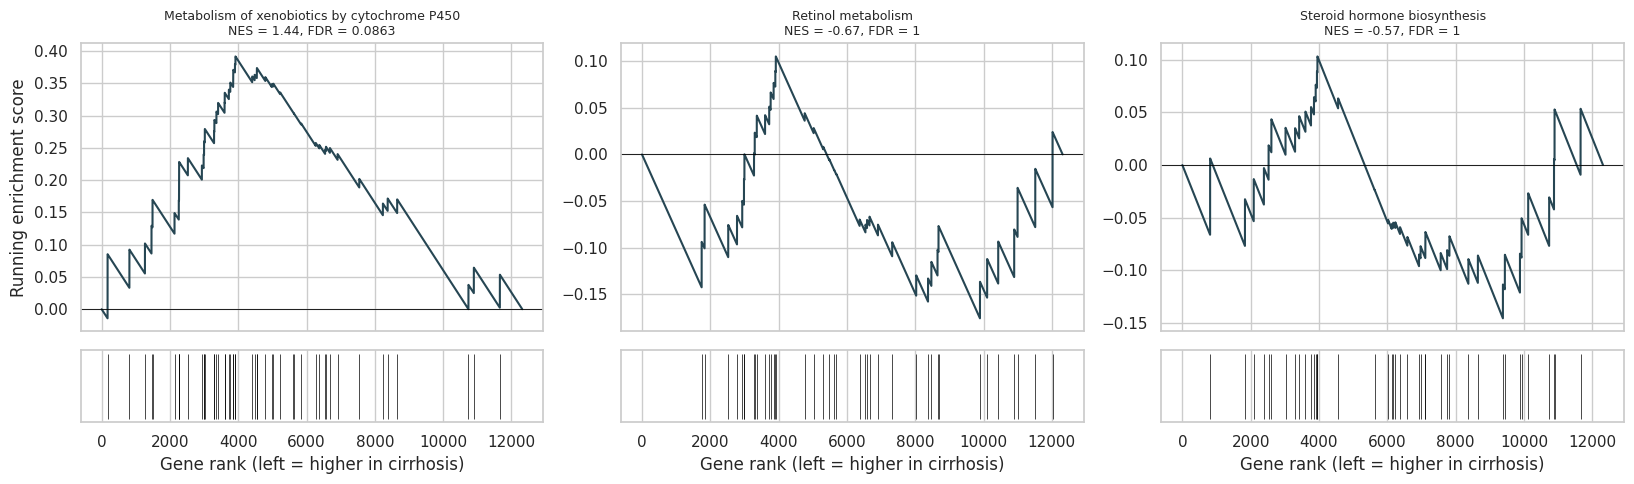 Metabolism of xenobiotics by cytochrome P450
NES = 1.44, FDR = 0.0863
Retinol metabolism
NES = -0.67, FDR = 1
Steroid hormone biosynthesis
NES = -0.57, FDR = 1
Running enrichment score
0.40
0.35
0.30
0.25
0.20
0.15
0.10
0.05
0.00
0.10
0.05
0.00
−0.05
−0.10
−0.15
0.10
0.05
0.00
−0.05
−0.10
−0.15
0 2000 4000 6000 8000 10000 12000
0 2000 4000 6000 8000 10000 12000
0 2000 4000 6000 8000 10000 12000
Gene rank (left = higher in cirrhosis)
Gene rank (left = higher in cirrhosis)
Gene rank (left = higher in cirrhosis)